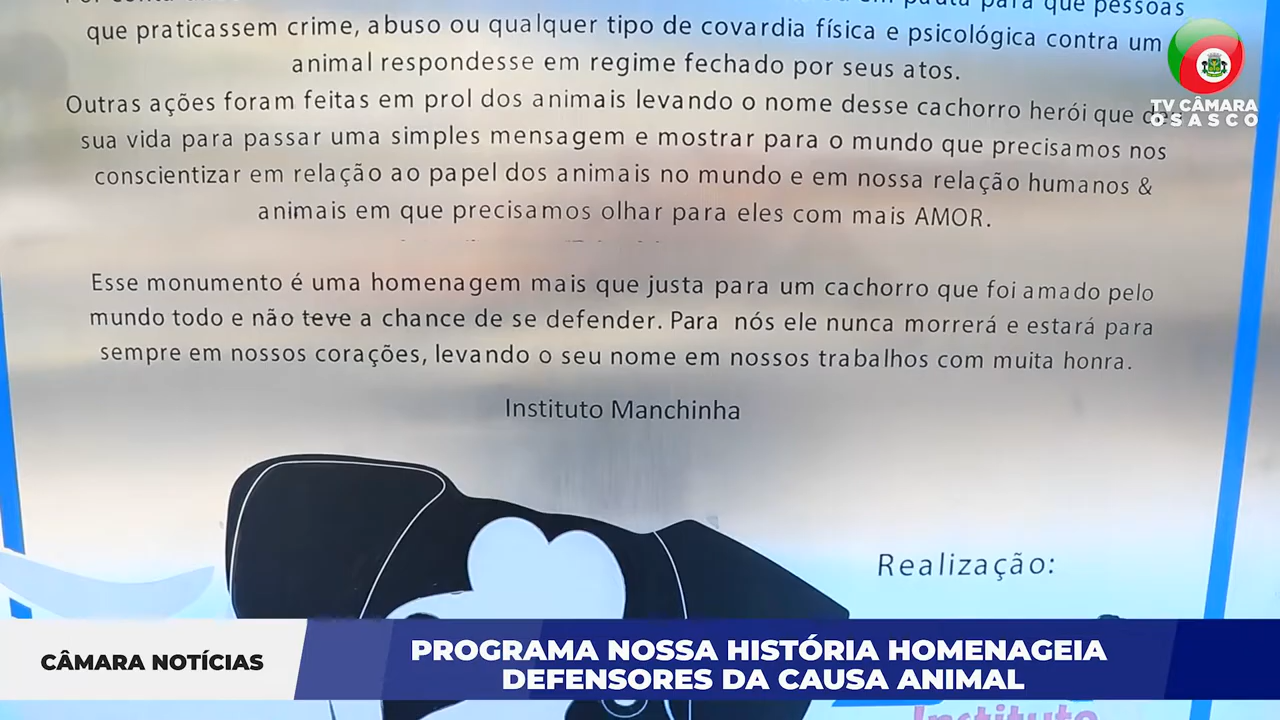 para que pessoas
que praticassem crime, abuso ou qualquer tipo de covardia física e psicológica contra um
animal respondesse em regime fechado por seus atos.
Outras ações foram feitas em prol dos animais levando o nome desse cachorro herói que
sua vida para passar uma simples mensagem e mostrar para o mundo que precisamos nos
conscientizar em relação ao papel dos animais no mundo e em nossa relação humanos &
animais em que precisamos olhar para eles com mais AMOR.
Esse monumento é uma homenagem mais que justa para um cachorro que foi amado pelo
mundo todo e não teve a chance de se defender. Para nós ele nunca morrerá e estará para
sempre em nossos corações, levando o seu nome em nossos trabalhos com muita honra.
Instituto Manchinha
Realização:
Instituto
TV CÂMARA
OSASCO
CÂMARA NOTÍCIAS
PROGRAMA NOSSA HISTÓRIA HOMENAGEIA
DEFENSORES DA CAUSA ANIMAL